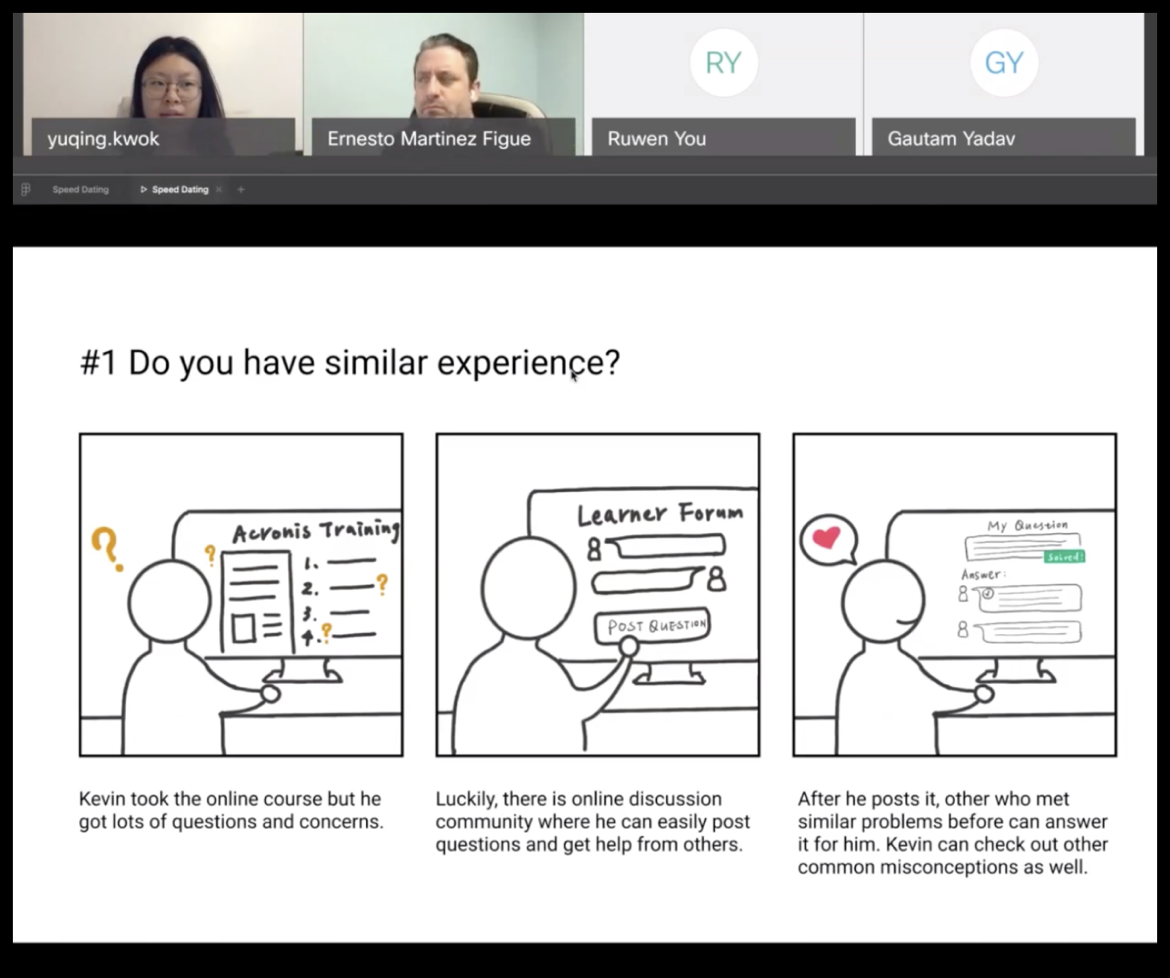 RY
GY
yuqing.kwok
Ernesto Martinez Figue
Ruwen You
Gautam Yadav
Speed Dating
Speed Dating
#1 Do you have similar experience?
?
Acronis Training
?
1.
2. ?
3.
4. ?
Learner Forum
POST QUESTION
My Question
Solved!
Answer:
Kevin took the online course but he
got lots of questions and concerns.
Luckily, there is online discussion
community where he can easily post
questions and get help from others.
After he posts it, other who met
similar problems before can answer
it for him. Kevin can check out other
common misconceptions as well.